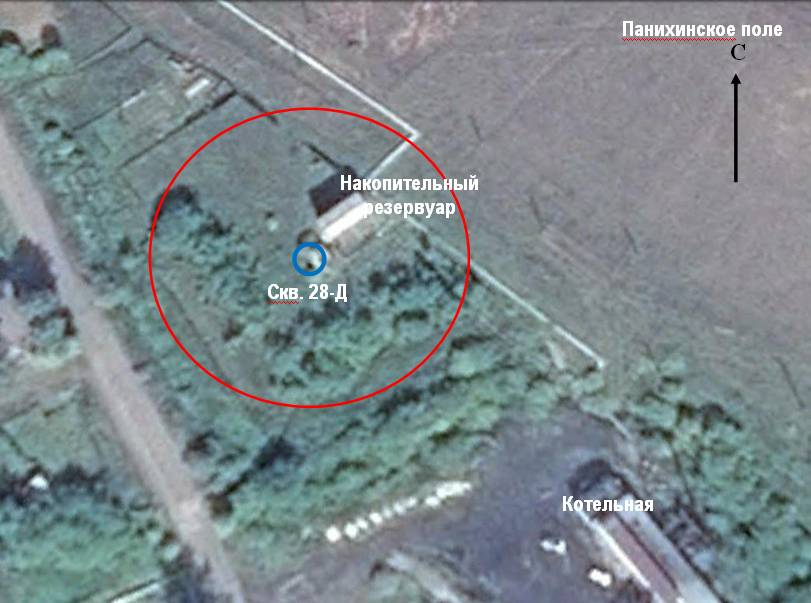 Панихинское поле
С
Накопительный
резервуар
Скв. 28-Д
Котельная